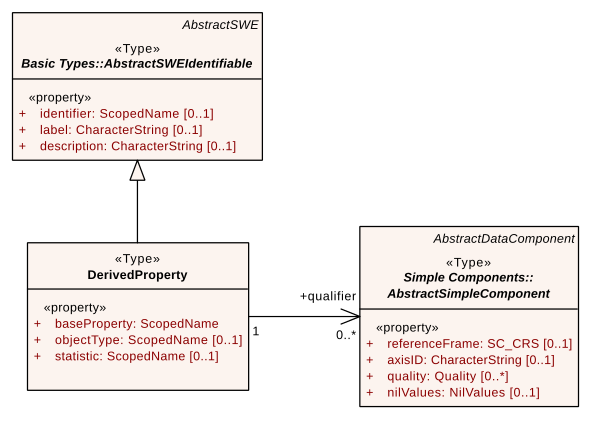 AbstractSWE
«Type»
Basic Types::AbstractSWEIdentifiable
«property»
+ identifier: ScopedName [0..1]
+ label: CharacterString [0..1]
+ description: CharacterString [0..1]
«Type»
DerivedProperty
«property»
+ baseProperty: ScopedName
+ objectType: ScopedName [0..1]
+ statistic: ScopedName [0..1]
+qualifier
1
0..*
AbstractDataComponent
«Type»
Simple Components::
AbstractSimpleComponent
«property»
+ referenceFrame: SC_CRS [0..1]
+ axisID: CharacterString [0..1]
+ quality: Quality [0..*]
+ nilValues: NilValues [0..1]